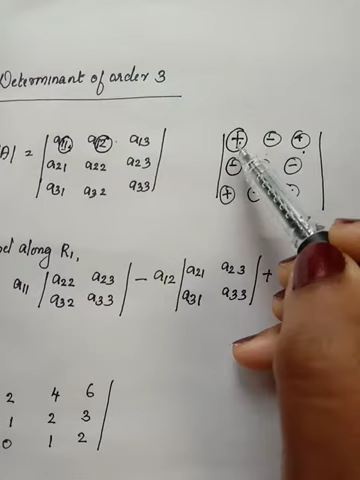 Determinant of order 3
|A| = | a11 a12 a13 |
| a21 a22 a23 |
| a31 a32 a33 |
| + - + |
| - - |
| + |
along R1,
a11 | a22 a23 | - a12 | a21 a23 | +
| a32 a33 | | a31 a33 |
2 4 6 |
1 2 3 |
0 1 2 |